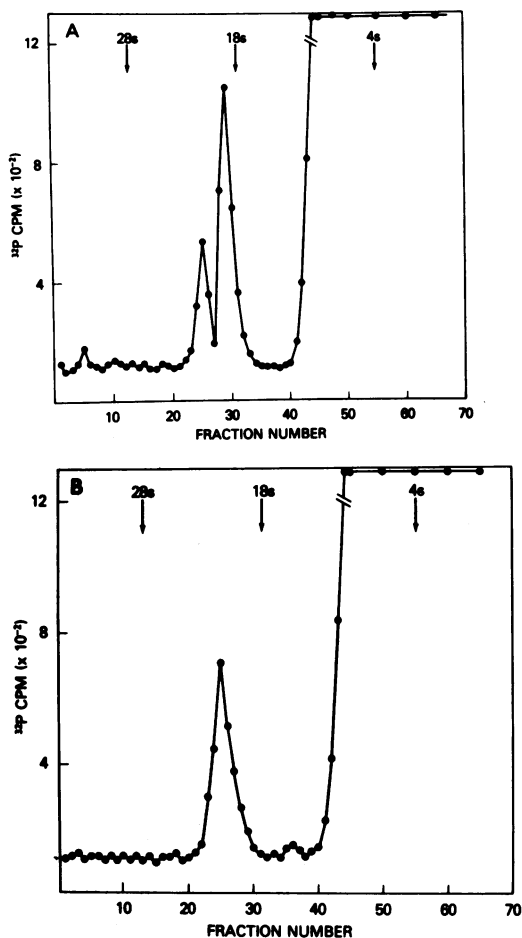 A
28s 18s 4s
12
8
4
³²P CPM (x 10⁻²)
10 20 30 40 50 60 70
FRACTION NUMBER
B
28s 18s 4s
12
8
4
³²P CPM (x 10⁻²)
10 20 30 40 50 60 70
FRACTION NUMBER